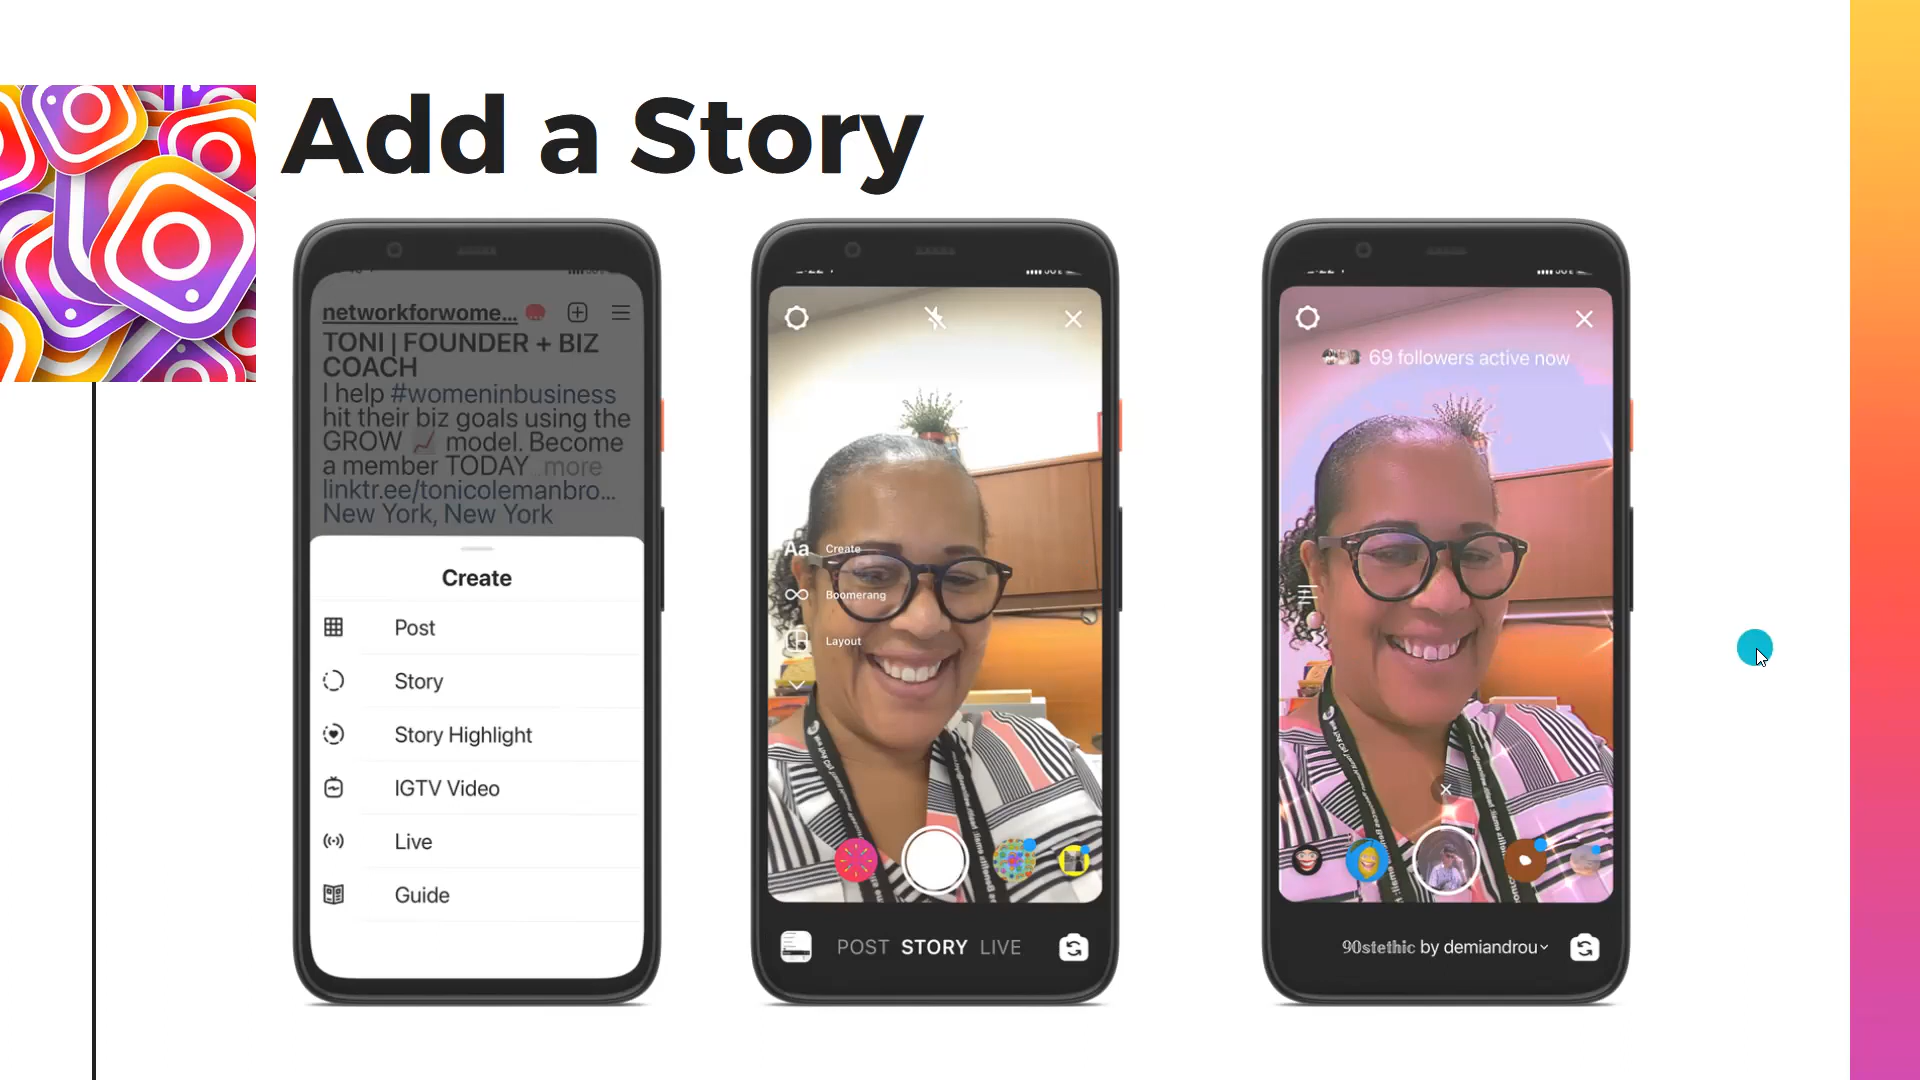 Add a Story
networkforwome...
TONI | FOUNDER + BIZ
COACH
I help #womeninbusiness
hit their biz goals using the
GROW 📈 model. Become
a member TODAY...more
linktr.ee/tonicolemanbro...
New York, New York
Create
Post
Story
Story Highlight
IGTV Video
Live
Guide
Aa Create
Boomerang
Layout
POST STORY LIVE
69 followers active now
90stethic by demiandrou